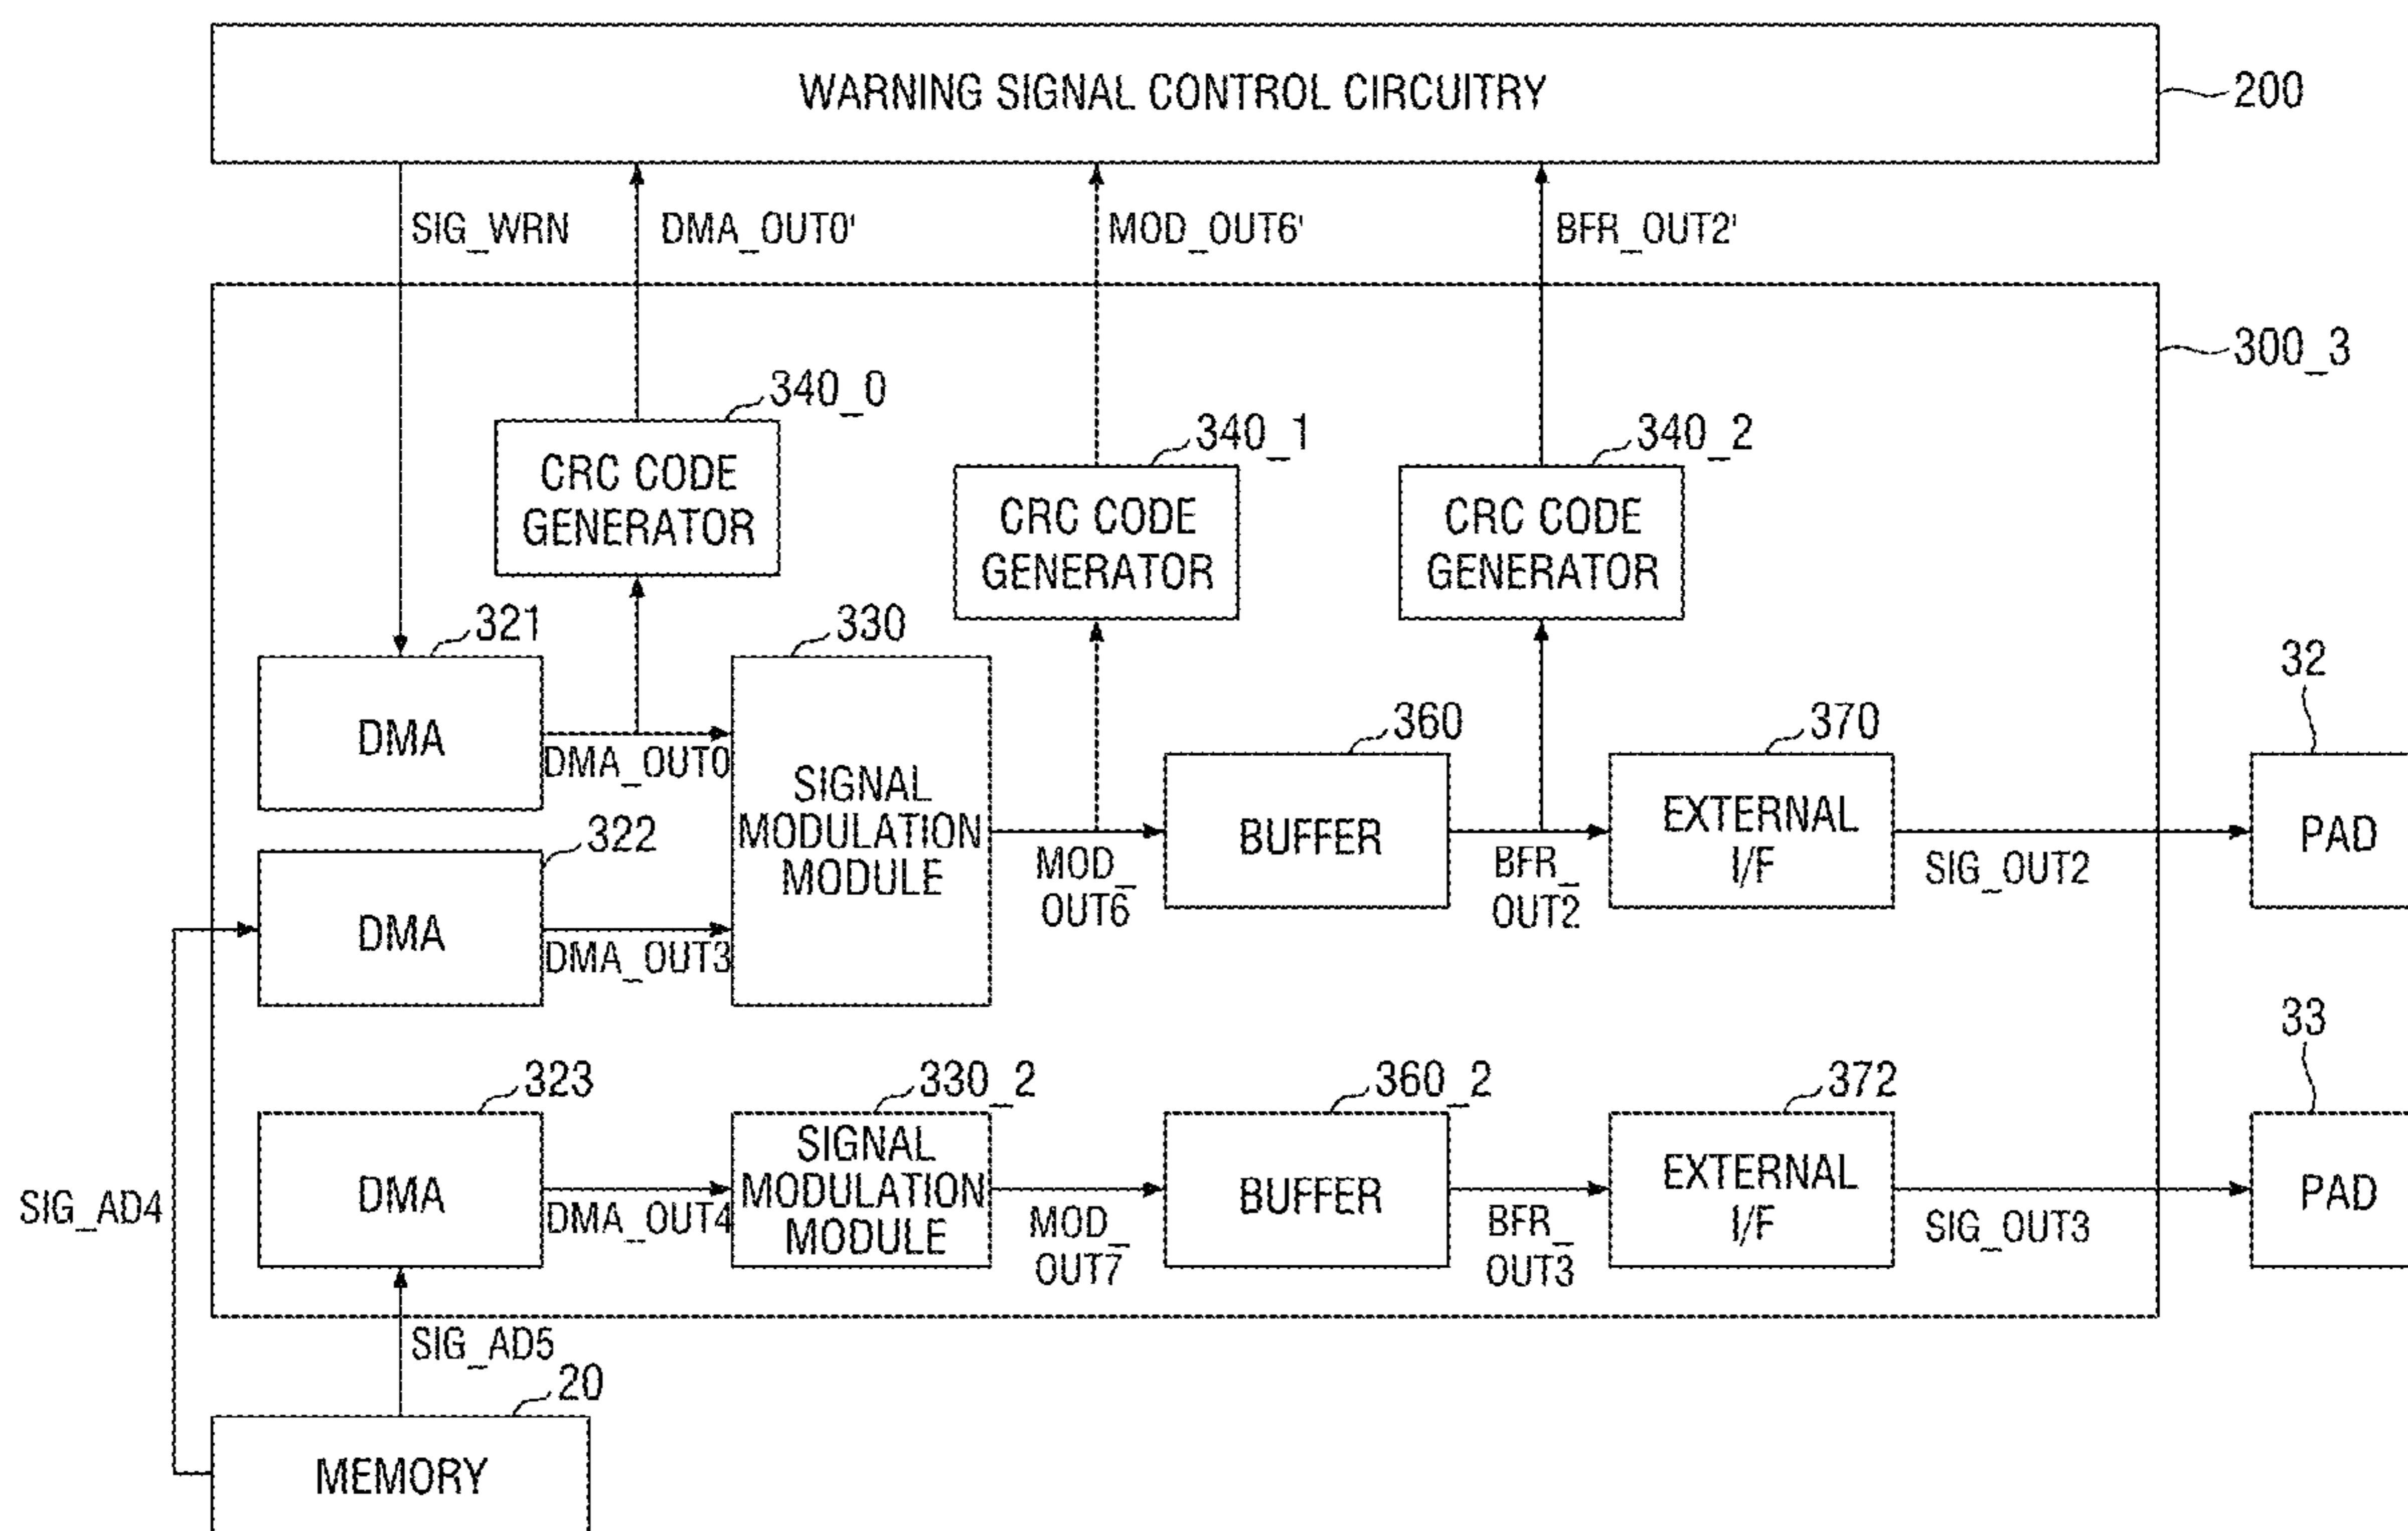 WARNING SIGNAL CONTROL CIRCUITRY
200
SIG_WRN
DMA_OUT0'
MOD_OUT6'
BFR_OUT2'
300_3
340_0
CRC CODE
GENERATOR
340_1
CRC CODE
GENERATOR
340_2
CRC CODE
GENERATOR
321
DMA
DMA_OUT0
330
SIGNAL
MODULATION
MODULE
322
DMA
DMA_OUT3
MOD_
OUT6
360
BUFFER
BFR_
OUT2
370
EXTERNAL
I/F
SIG_OUT2
32
PAD
323
DMA
DMA_OUT4
330_2
SIGNAL
MODULATION
MODULE
MOD_
OUT7
360_2
BUFFER
BFR_
OUT3
372
EXTERNAL
I/F
SIG_OUT3
33
PAD
SIG_AD4
SIG_AD5
20
MEMORY